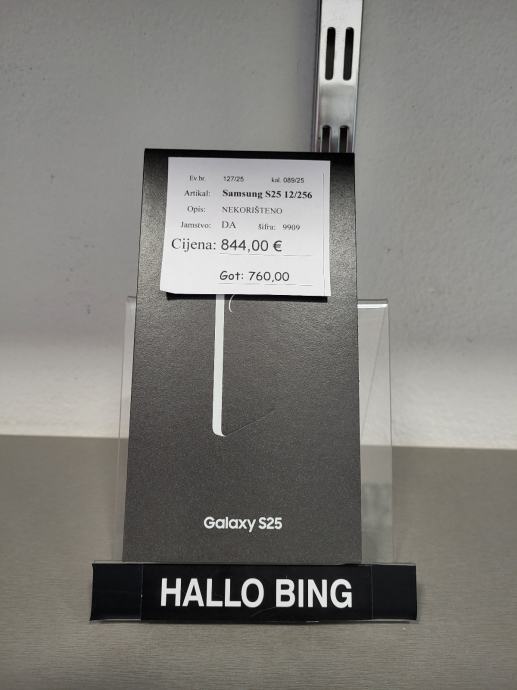 Ev.br. 127/25 kal. 089/25
Artikal: Samsung S25 12/256
Opis: NEKORIŠTENO
Jamstvo: DA šifra: 9909
Cijena: 844,00 €
Got: 760,00
Galaxy S25
HALLO BING